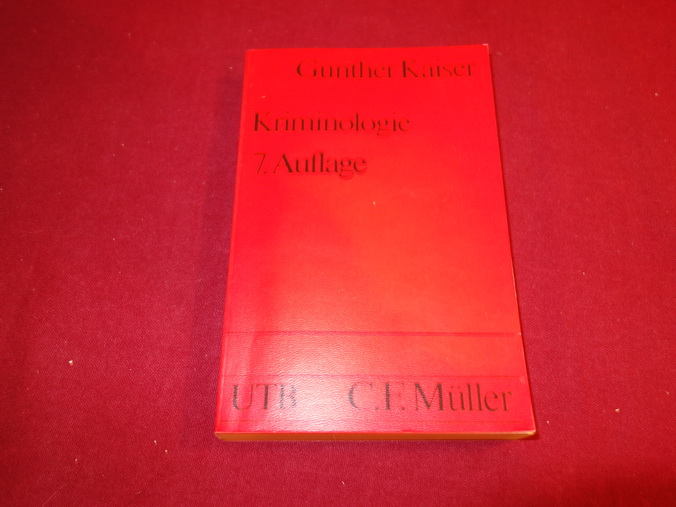 Günther Kaiser
Kriminologie
7. Auflage
UTB C.F. Müller